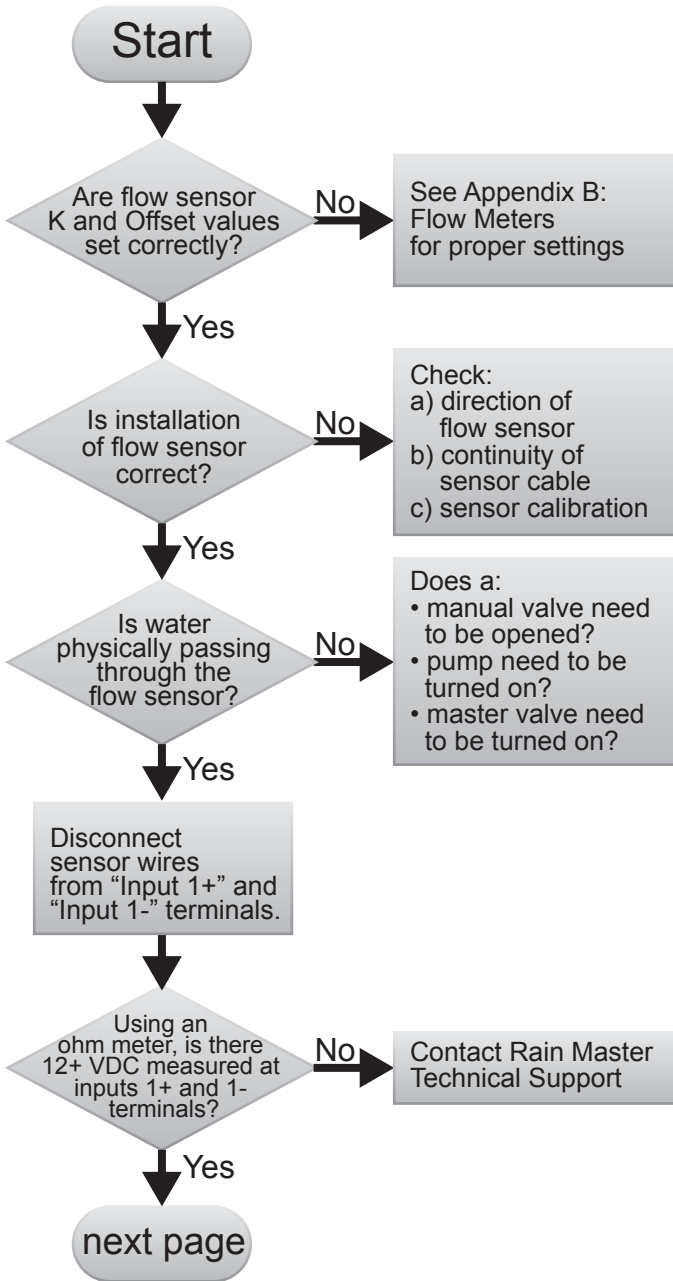 Start
Are flow sensor
K and Offset values
set correctly?
No
See Appendix B:
Flow Meters
for proper settings
Yes
Is installation
of flow sensor
correct?
No
Check:
a) direction of
flow sensor
b) continuity of
sensor cable
c) sensor calibration
Yes
Is water
physically passing
through the
flow sensor?
No
Does a:
• manual valve need
to be opened?
• pump need to be
turned on?
• master valve need
to be turned on?
Yes
Disconnect
sensor wires
from “Input 1+” and
“Input 1-” terminals.
Using an
ohm meter, is there
12+ VDC measured at
inputs 1+ and 1-
terminals?
No
Contact Rain Master
Technical Support
Yes
next page